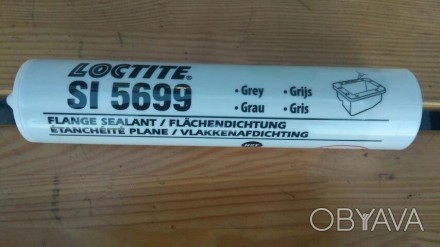 LOCTITE®
SI 5699
• Grey • Grijs
• Grau • Gris
FLANGE SEALANT / FLÄCHENDICHTUNG
ÉTANCHÉITÉ PLANE / VLAKKENAFDICHTING
OBYAVA